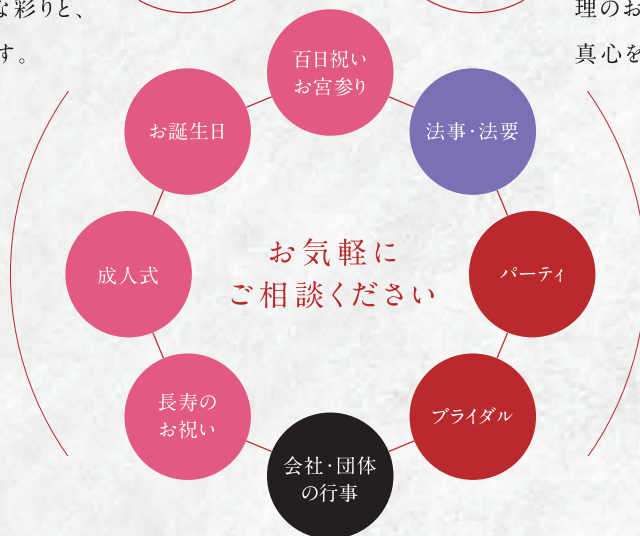 な彩りと、
す。
理のお
真心を
百日祝い
お宮参り
お誕生日
法事・法要
成人式
お気軽に
ご相談ください
パーティ
長寿の
お祝い
ブライダル
会社・団体
の行事